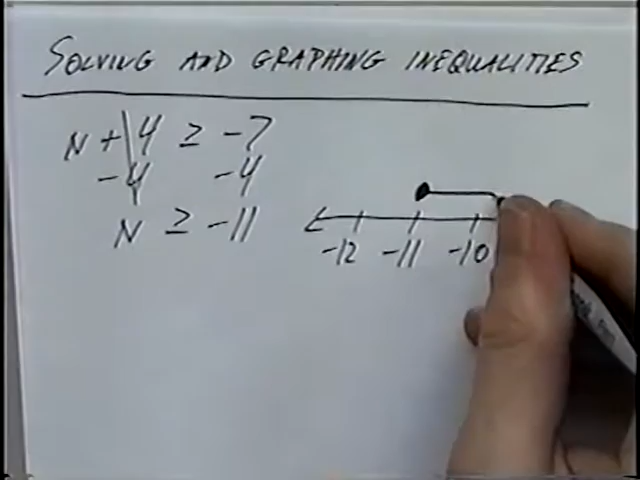 SOLVING AND GRAPHING INEQUALITIES
N + 4 ≥ -7
-4 -4
N ≥ -11
-12 -11 -10